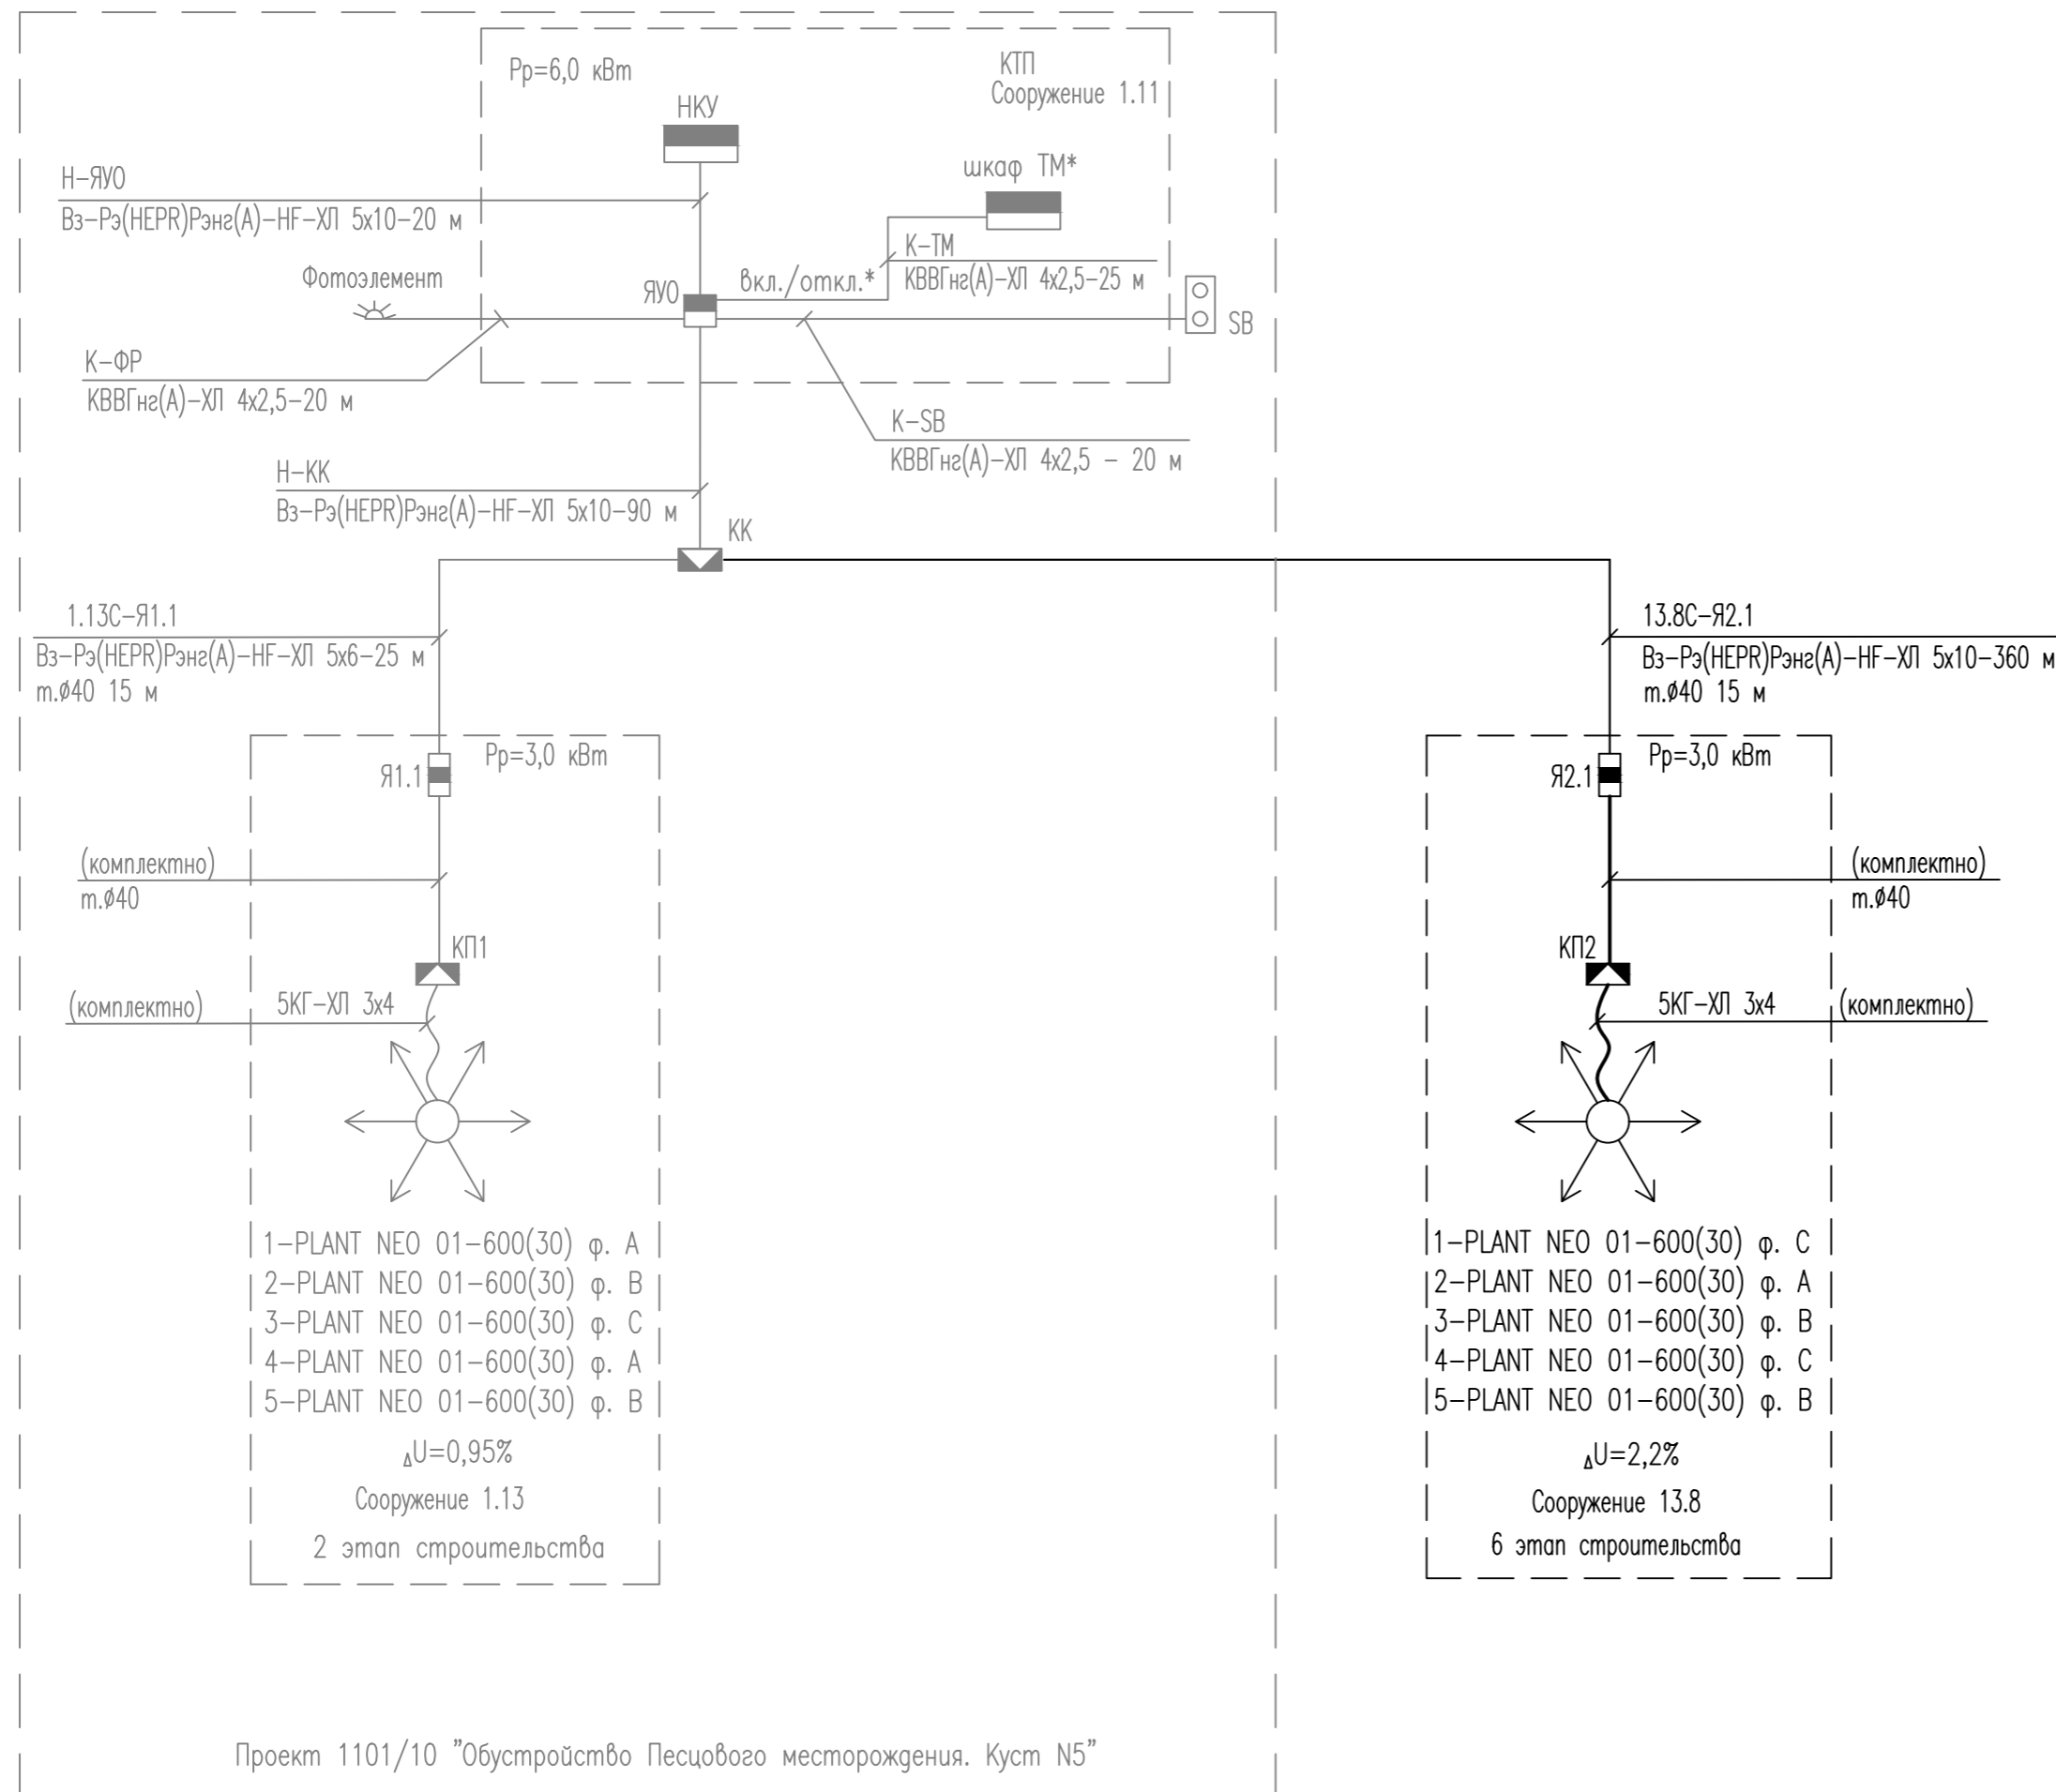 Рр=6,0 кВт
КТП
Сооружение 1.11
НКУ
шкаф ТМ*
Н-ЯУО
Вз-Рэ(HEPR)Рэнг(А)-HF-ХЛ 5х10-20 м
К-ТМ
КВВГнг(А)-ХЛ 4х2,5-25 м
Фотоэлемент
ЯУО
вкл./откл.*
SB
К-ФР
КВВГнг(А)-ХЛ 4х2,5-20 м
К-SB
КВВГнг(А)-ХЛ 4х2,5 - 20 м
Н-КК
Вз-Рэ(HEPR)Рэнг(А)-HF-ХЛ 5х10-90 м
КК
1.13С-Я1.1
Вз-Рэ(HEPR)Рэнг(А)-HF-ХЛ 5х6-25 м
т.ø40 15 м
13.8С-Я2.1
Вз-Рэ(HEPR)Рэнг(А)-HF-ХЛ 5х10-360 м
т.ø40 15 м
Я1.1
Рр=3,0 кВт
(комплектно)
т.ø40
КП1
(комплектно)
5КГ-ХЛ 3х4
1-PLANT NEO 01-600(30) ф. А
2-PLANT NEO 01-600(30) ф. В
3-PLANT NEO 01-600(30) ф. С
4-PLANT NEO 01-600(30) ф. А
5-PLANT NEO 01-600(30) ф. В
ΔU=0,95%
Сооружение 1.13
2 этап строительства
Я2.1
Рр=3,0 кВт
(комплектно)
т.ø40
КП2
5КГ-ХЛ 3х4
(комплектно)
1-PLANT NEO 01-600(30) ф. С
2-PLANT NEO 01-600(30) ф. А
3-PLANT NEO 01-600(30) ф. В
4-PLANT NEO 01-600(30) ф. С
5-PLANT NEO 01-600(30) ф. В
ΔU=2,2%
Сооружение 13.8
6 этап строительства
Проект 1101/10 "Обустройство Песцового месторождения. Куст N5"